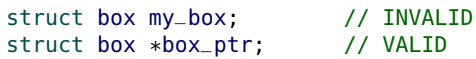 struct box my_box;        // INVALID
struct box *box_ptr;      // VALID